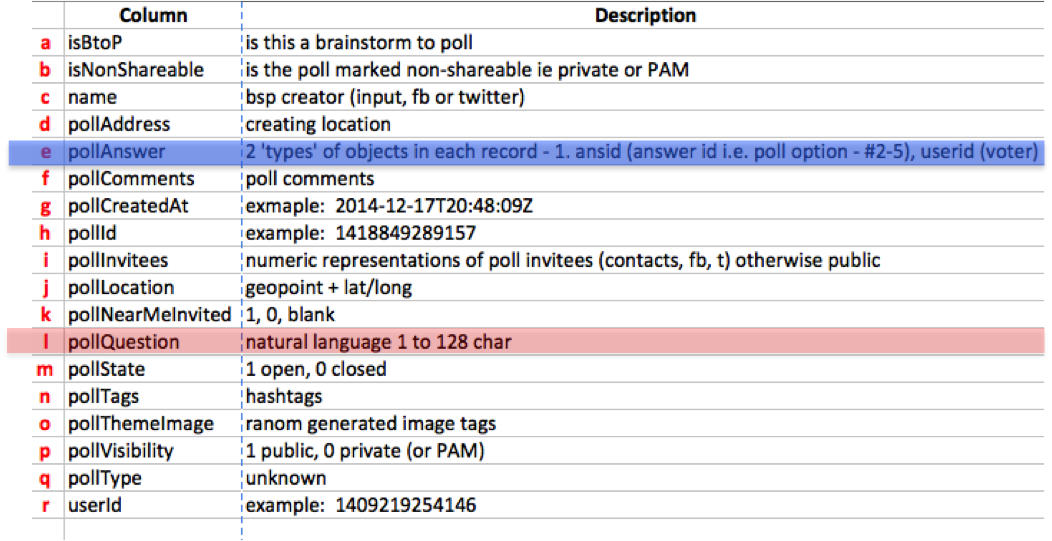 Column Description
a isBtoP is this a brainstorm to poll
b isNonShareable is the poll marked non-shareable ie private or PAM
c name bsp creator (input, fb or twitter)
d pollAddress creating location
e pollAnswer 2 'types' of objects in each record - 1. ansid (answer id i.e. poll option - #2-5), userid (voter)
f pollComments poll comments
g pollCreatedAt exmaple: 2014-12-17T20:48:09Z
h pollId example: 1418849289157
i pollInvitees numeric representations of poll invitees (contacts, fb, t) otherwise public
j pollLocation geopoint + lat/long
k pollNearMeInvited 1, 0, blank
l pollQuestion natural language 1 to 128 char
m pollState 1 open, 0 closed
n pollTags hashtags
o pollThemeImage ranom generated image tags
p pollVisibility 1 public, 0 private (or PAM)
q pollType unknown
r userId example: 1409219254146